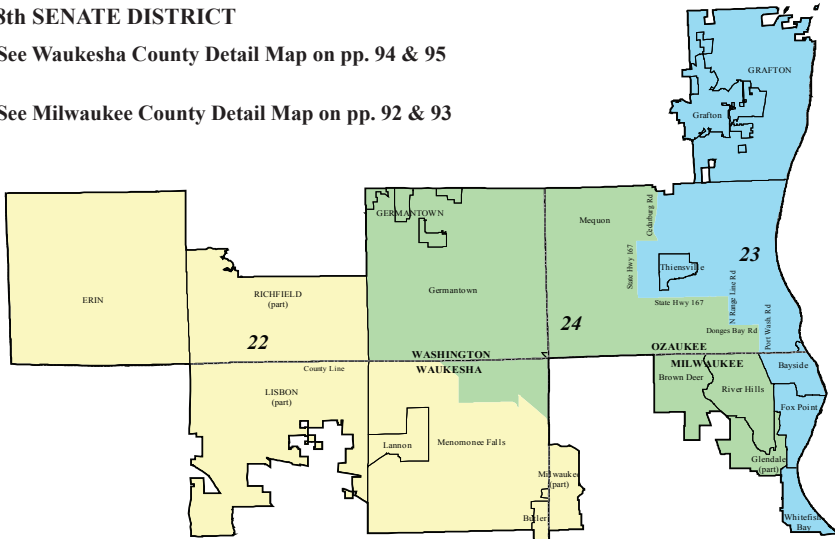 8th SENATE DISTRICT
See Waukesha County Detail Map on pp. 94 & 95
See Milwaukee County Detail Map on pp. 92 & 93
GRAFTON
Grafton
GERMANTOWN
Mequon
Cedarburg Rd
23
State Hwy 167
Thiensville
ERIN
RICHFIELD
(part)
Germantown
State Hwy 167
N Range Line Rd
Port Wash Rd
22
24
Donges Bay Rd
WASHINGTON
OZAUKEE
County Line
WAUKESHA
MILWAUKEE
Bayside
Brown Deer
River Hills
LISBON
(part)
Fox Point
Lannon
Menomonee Falls
Glendale
(part)
Milwaukee
(part)
Butler
Whitefish
Bay